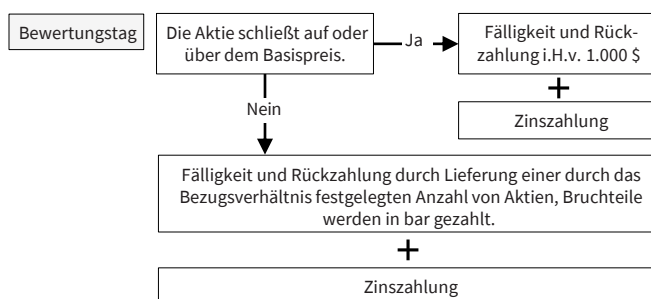 Bewertungstag
Die Aktie schließt auf oder
über dem Basispreis.
Ja
Fälligkeit und Rück-
zahlung i.H.v. 1.000 $
+
Zinszahlung
Nein
Fälligkeit und Rückzahlung durch Lieferung einer durch das
Bezugsverhältnis festgelegten Anzahl von Aktien, Bruchteile
werden in bar gezahlt.
+
Zinszahlung